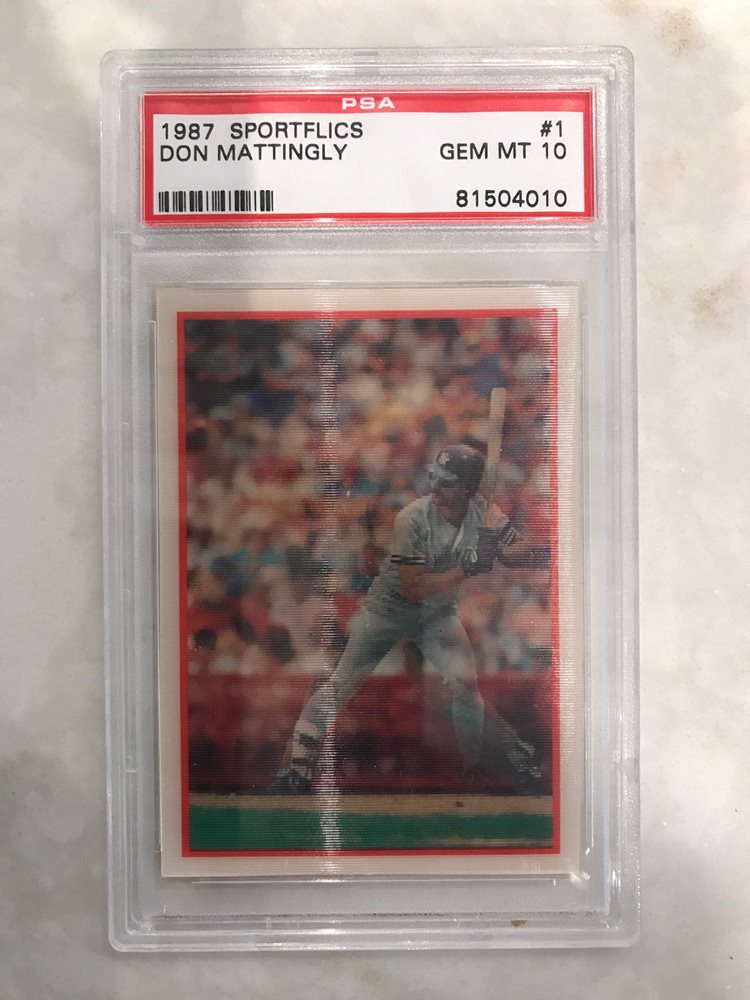 PSA
1987 SPORTFLICS #1
DON MATTINGLY GEM MT 10
81504010